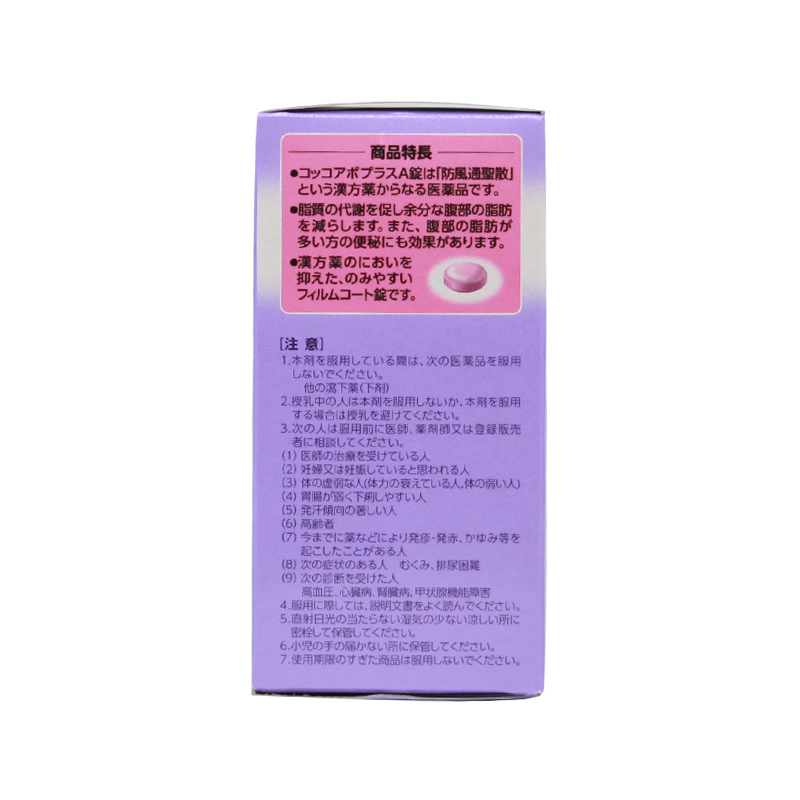 商品特長
●コッコアポプラスA錠は「防風通聖散」
という漢方薬からなる医薬品です。
●脂質の代謝を促し余分な腹部の脂肪
を減らします。また、腹部の脂肪が
多い方の便秘にも効果があります。
●漢方薬のにおいを
抑えた、のみやすい
フィルムコート錠です。
[注 意]
1.本剤を服用している間は、次の医薬品を服用
しないでください。
他の瀉下薬(下剤)
2.授乳中の人は本剤を服用しないか、本剤を服用
する場合は授乳を避けてください。
3.次の人は服用前に医師、薬剤師又は登録販売
者に相談してください。
(1) 医師の治療を受けている人
(2) 妊婦又は妊娠していると思われる人
(3) 体の虚弱な人(体力の衰えている人、体の弱い人)
(4) 胃腸が弱く下痢しやすい人
(5) 発汗傾向の著しい人
(6) 高齢者
(7) 今までに薬などにより発疹・発赤、かゆみ等を
起こしたことがある人
(8) 次の症状のある人 むくみ、排尿困難
(9) 次の診断を受けた人
高血圧、心臓病、腎臓病、甲状腺機能障害
4.服用に際しては、説明文書をよく読んでください。
5.直射日光の当たらない湿気の少ない涼しい所に
密栓して保管してください。
6.小児の手の届かない所に保管してください。
7.使用期限のすぎた商品は服用しないでください。